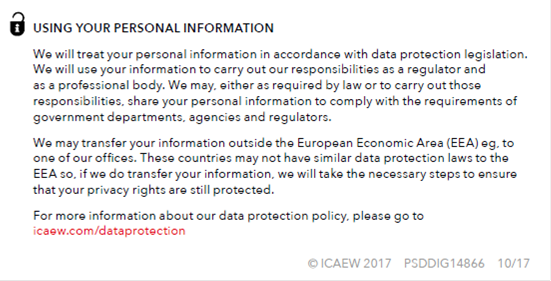 USING YOUR PERSONAL INFORMATION
We will treat your personal information in accordance with data protection legislation.
We will use your information to carry out our responsibilities as a regulator and
as a professional body. We may, either as required by law or to carry out those
responsibilities, share your personal information to comply with the requirements of
government departments, agencies and regulators.
We may transfer your information outside the European Economic Area (EEA) eg, to
one of our offices. These countries may not have similar data protection laws to the
EEA so, if we do transfer your information, we will take the necessary steps to ensure
that your privacy rights are still protected.
For more information about our data protection policy, please go to
icaew.com/dataprotection
© ICAEW 2017 PSDDIG14866 10/17